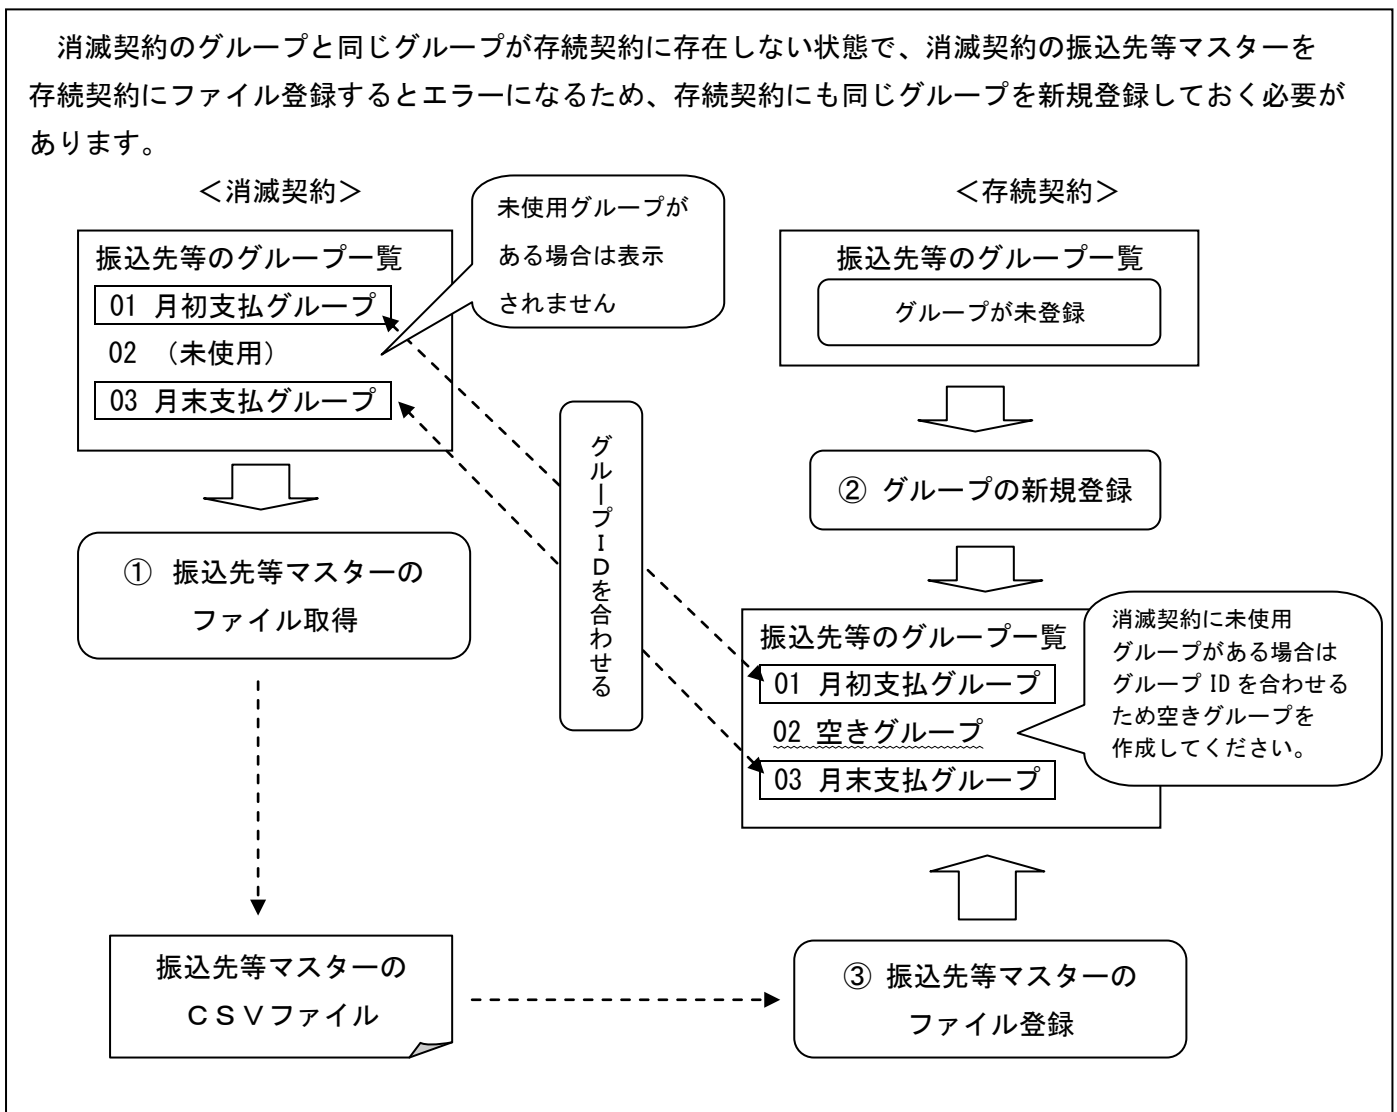 消滅契約のグループと同じグループが存続契約に存在しない状態で、消滅契約の振込先等マスターを
存続契約にファイル登録するとエラーになるため、存続契約にも同じグループを新規登録しておく必要が
あります。
＜消滅契約＞
振込先等のグループ一覧
01 月初支払グループ
02 （未使用）
03 月末支払グループ
未使用グループが
ある場合は表示
されません
① 振込先等マスターの
ファイル取得
振込先等マスターの
ＣＳＶファイル
グループＩＤを合わせる
＜存続契約＞
振込先等のグループ一覧
グループが未登録
② グループの新規登録
振込先等のグループ一覧
01 月初支払グループ
02 空きグループ
03 月末支払グループ
消滅契約に未使用
グループがある場合は
グループ ID を合わせる
ため空きグループを
作成してください。
③ 振込先等マスターの
ファイル登録